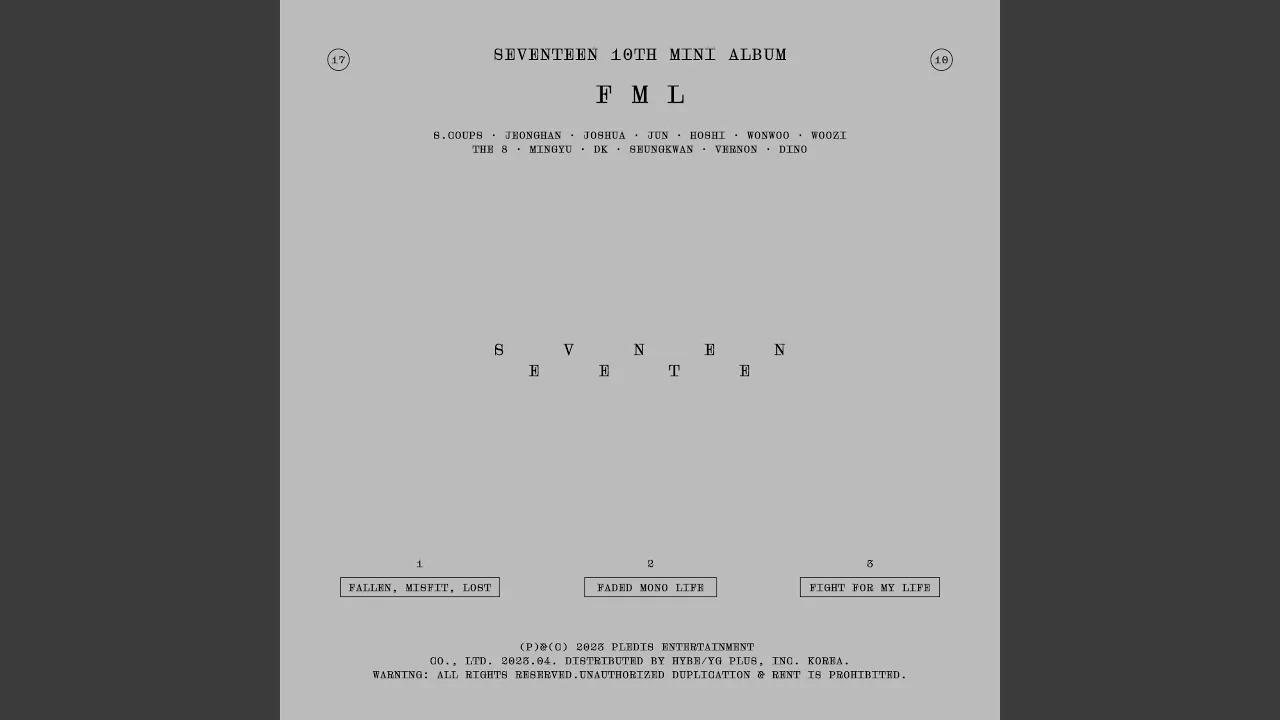 17
SEVENTEEN 10TH MINI ALBUM
10
F M L
S.COUPS · JEONGHAN · JOSHUA · JUN · HOSHI · WONWOO · WOOZI
THE 8 · MINGYU · DK · SEUNGKWAN · VERNON · DINO
S V N E N
E E T E
1 2 3
FALLEN, MISFIT, LOST FADED MONO LIFE FIGHT FOR MY LIFE
(P)&(C) 2023 PLEDIS ENTERTAINMENT
CO., LTD. 2023.04. DISTRIBUTED BY HYBE/YG PLUS, INC. KOREA.
WARNING: ALL RIGHTS RESERVED.UNAUTHORIZED DUPLICATION & RENT IS PROHIBITED.